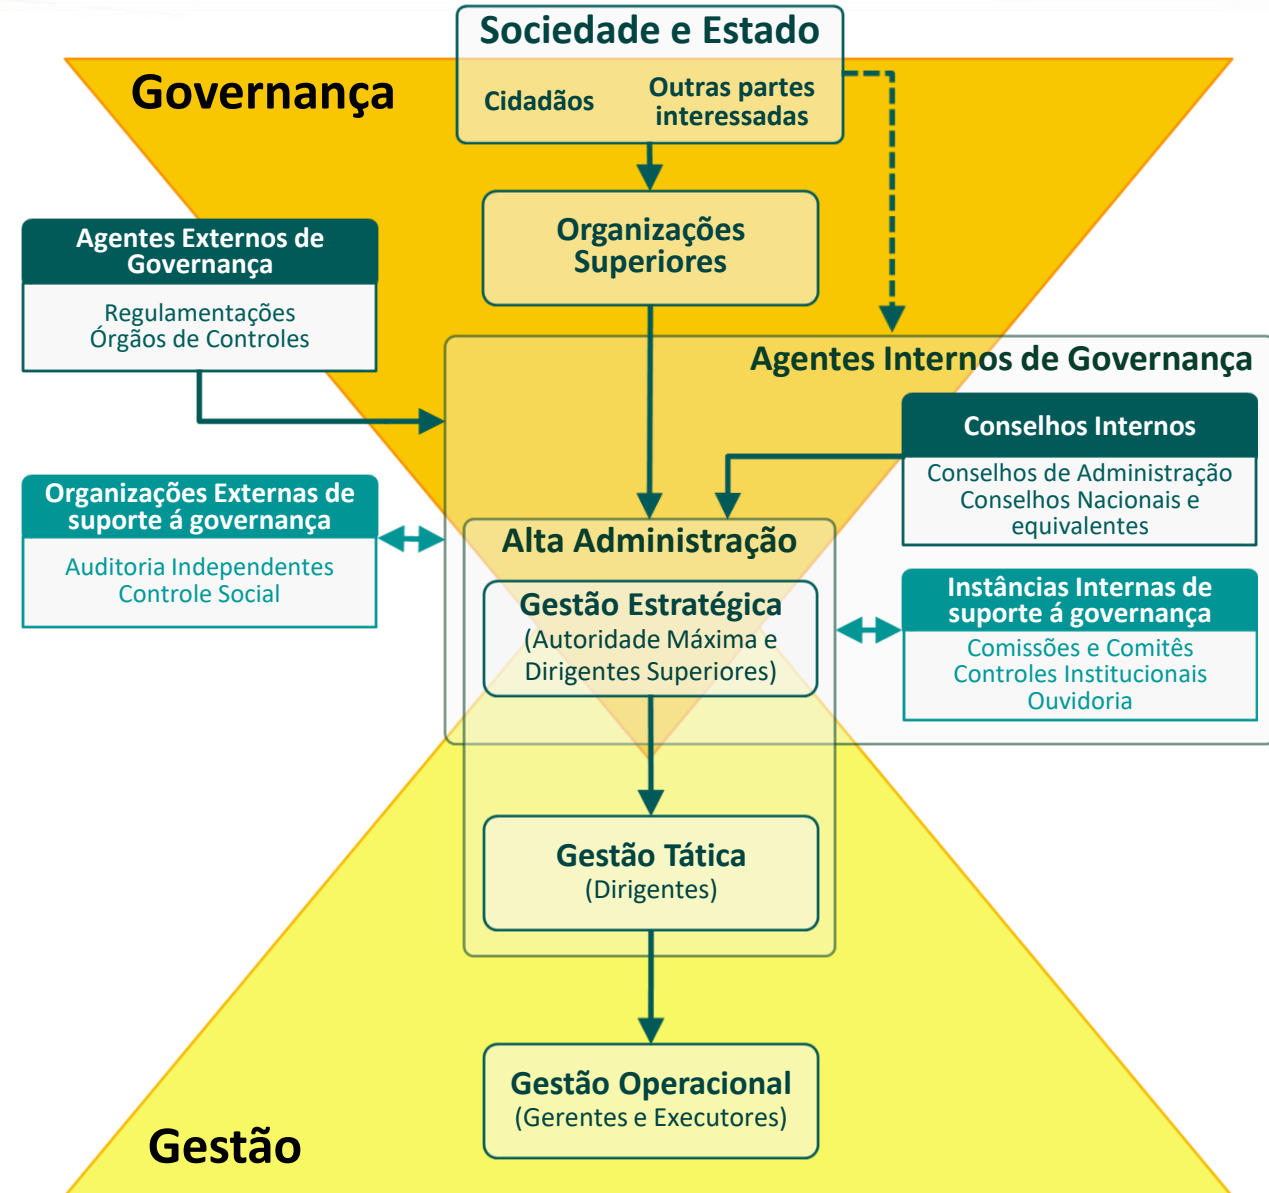 Sociedade e Estado
Governança
Cidadãos
Outras partes
interessadas
Organizações
Superiores
Agentes Externos de
Governança
Regulamentações
Órgãos de Controles
Agentes Internos de Governança
Conselhos Internos
Conselhos de Administração
Conselhos Nacionais e
equivalentes
Organizações Externas de
suporte á governança
Auditoria Independentes
Controle Social
Alta Administração
Gestão Estratégica
(Autoridade Máxima e
Dirigentes Superiores)
Instâncias Internas de
suporte á governança
Comissões e Comitês
Controles Institucionais
Ouvidoria
Gestão Tática
(Dirigentes)
Gestão Operacional
(Gerentes e Executores)
Gestão